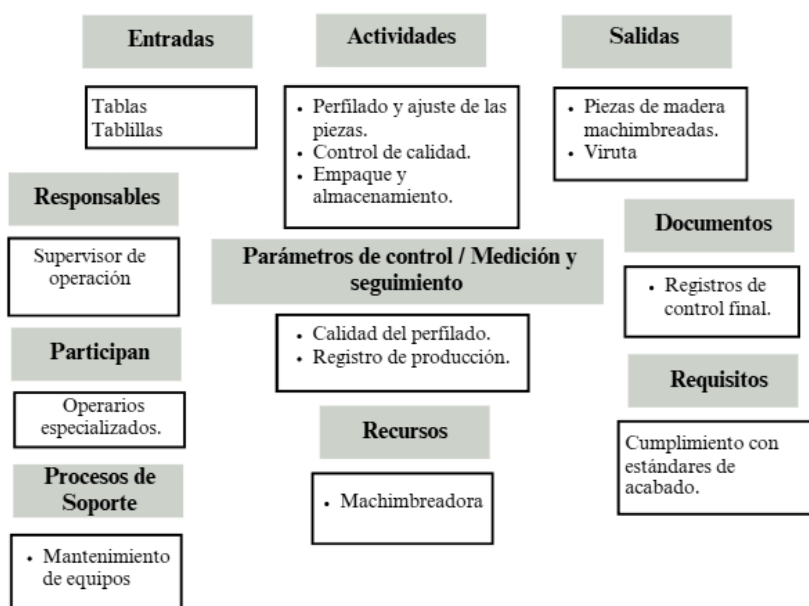 Entradas
Tablas
Tablillas
Actividades
• Perfilado y ajuste de las
piezas.
• Control de calidad.
• Empaque y
almacenamiento.
Salidas
• Piezas de madera
machimbreadas.
• Viruta
Responsables
Supervisor de
operación
Parámetros de control / Medición y
seguimiento
• Calidad del perfilado.
• Registro de producción.
Documentos
• Registros de
control final.
Participan
Operarios
especializados.
Recursos
• Machimbreadora
Requisitos
Cumplimiento con
estándares de
acabado.
Procesos de
Soporte
• Mantenimiento
de equipos